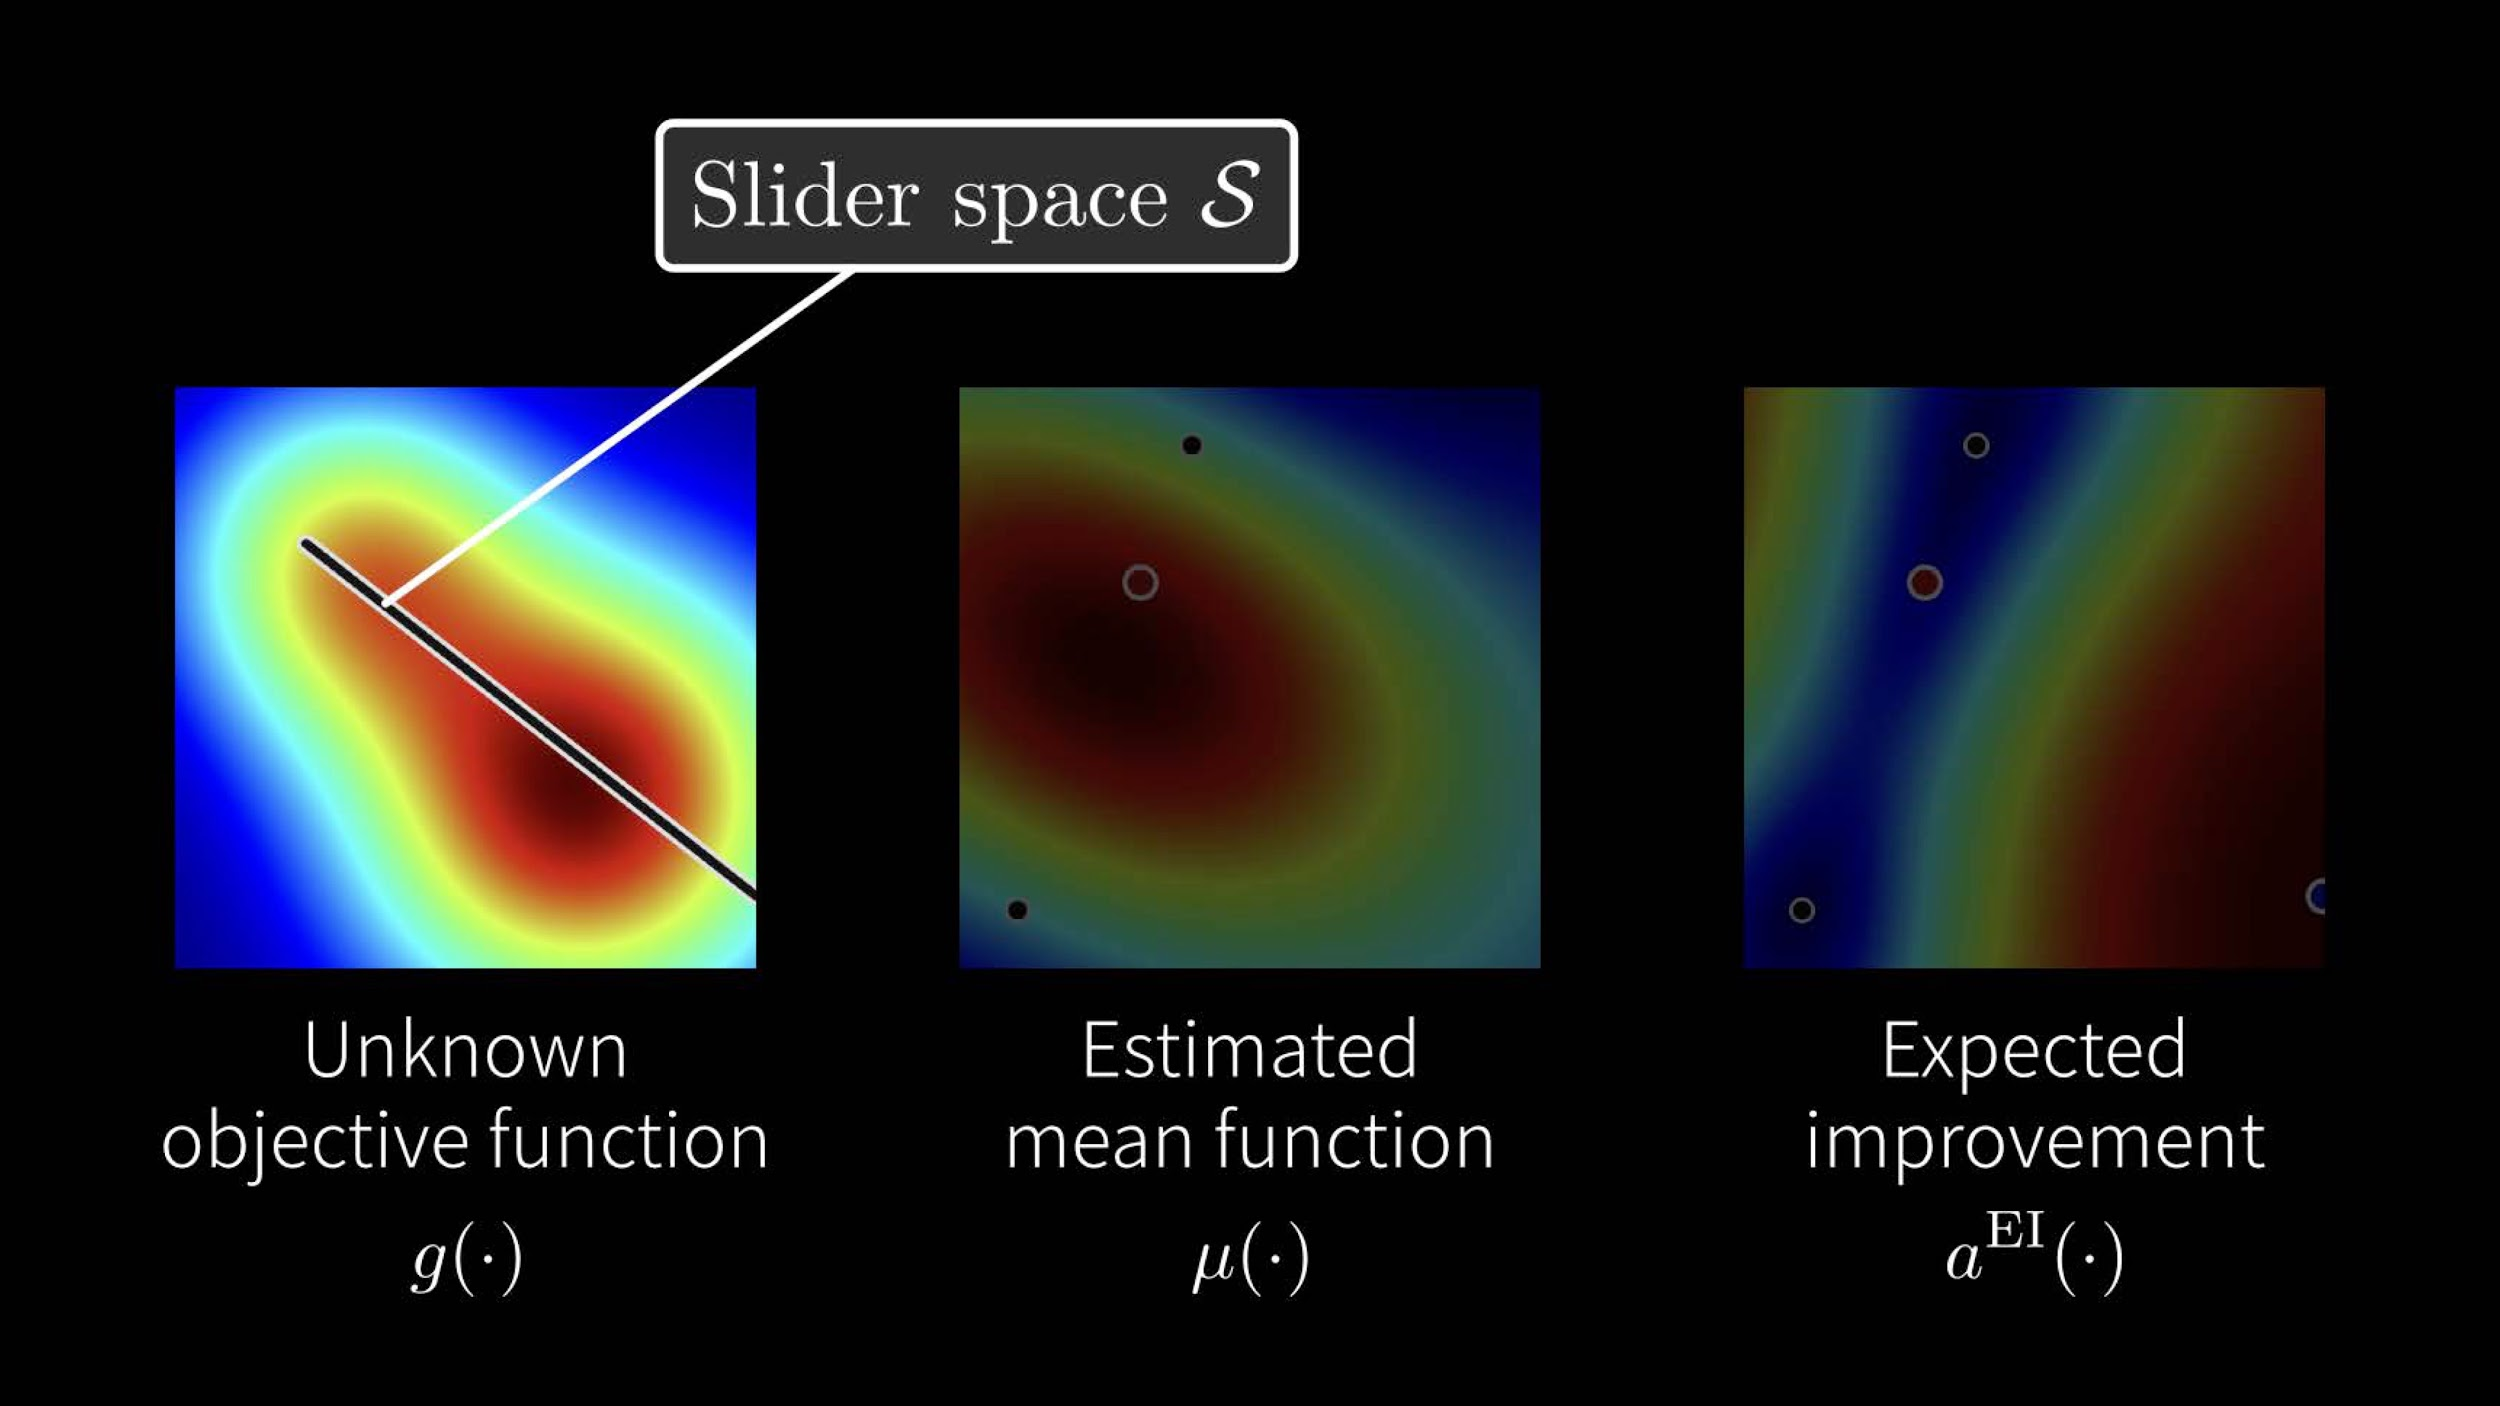 Slider space 𝒮
Unknown
objective function
g(·)
Estimated
mean function
μ(·)
Expected
improvement
a^EI(·)